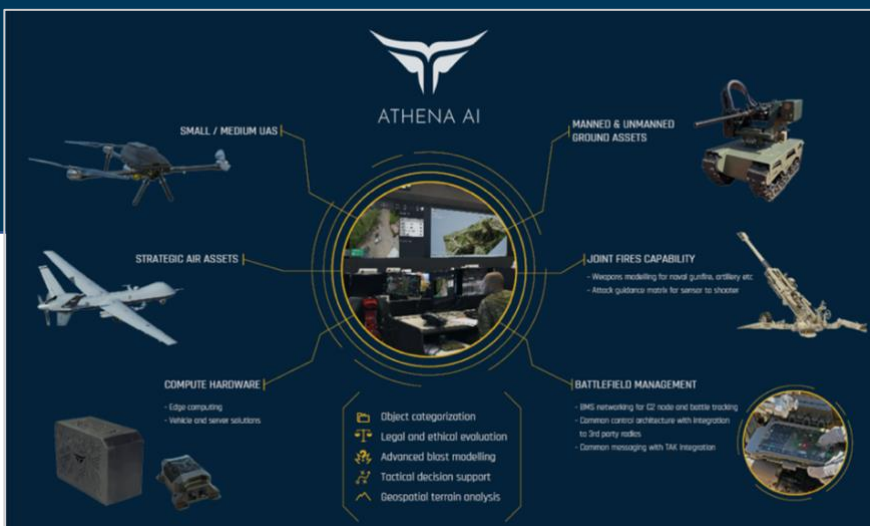 ATHENA AI
SMALL / MEDIUM UAS
MANNED & UNMANNED
GROUND ASSETS
STRATEGIC AIR ASSETS
JOINT FIRES CAPABILITY
- Weapons modelling for naval gunfire, artillery etc
- Attack guidance matrix for sensor to shooter
COMPUTE HARDWARE
- Edge computing
- Vehicle and server solutions
BATTLEFIELD MANAGEMENT
- BMS networking for C2 node and battle tracking
- Common control architecture with integration
to 3rd party radios
- Common messaging with TAK integration
Object categorization
Legal and ethical evaluation
Advanced blast modelling
Tactical decision support
Geospatial terrain analysis